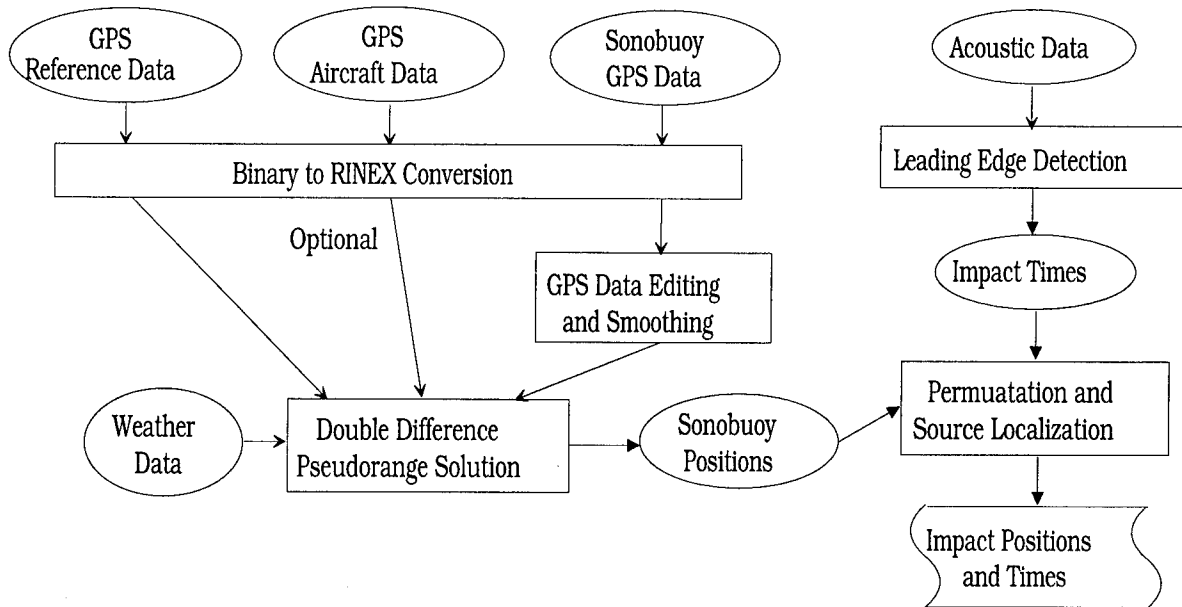 GPS
Reference Data
GPS
Aircraft Data
Sonobuoy
GPS Data
Acoustic Data
Binary to RINEX Conversion
Leading Edge Detection
Optional
GPS Data Editing
and Smoothing
Impact Times
Weather
Data
Double Difference
Pseudorange Solution
Sonobuoy
Positions
Permuatation and
Source Localization
Impact Positions
and Times